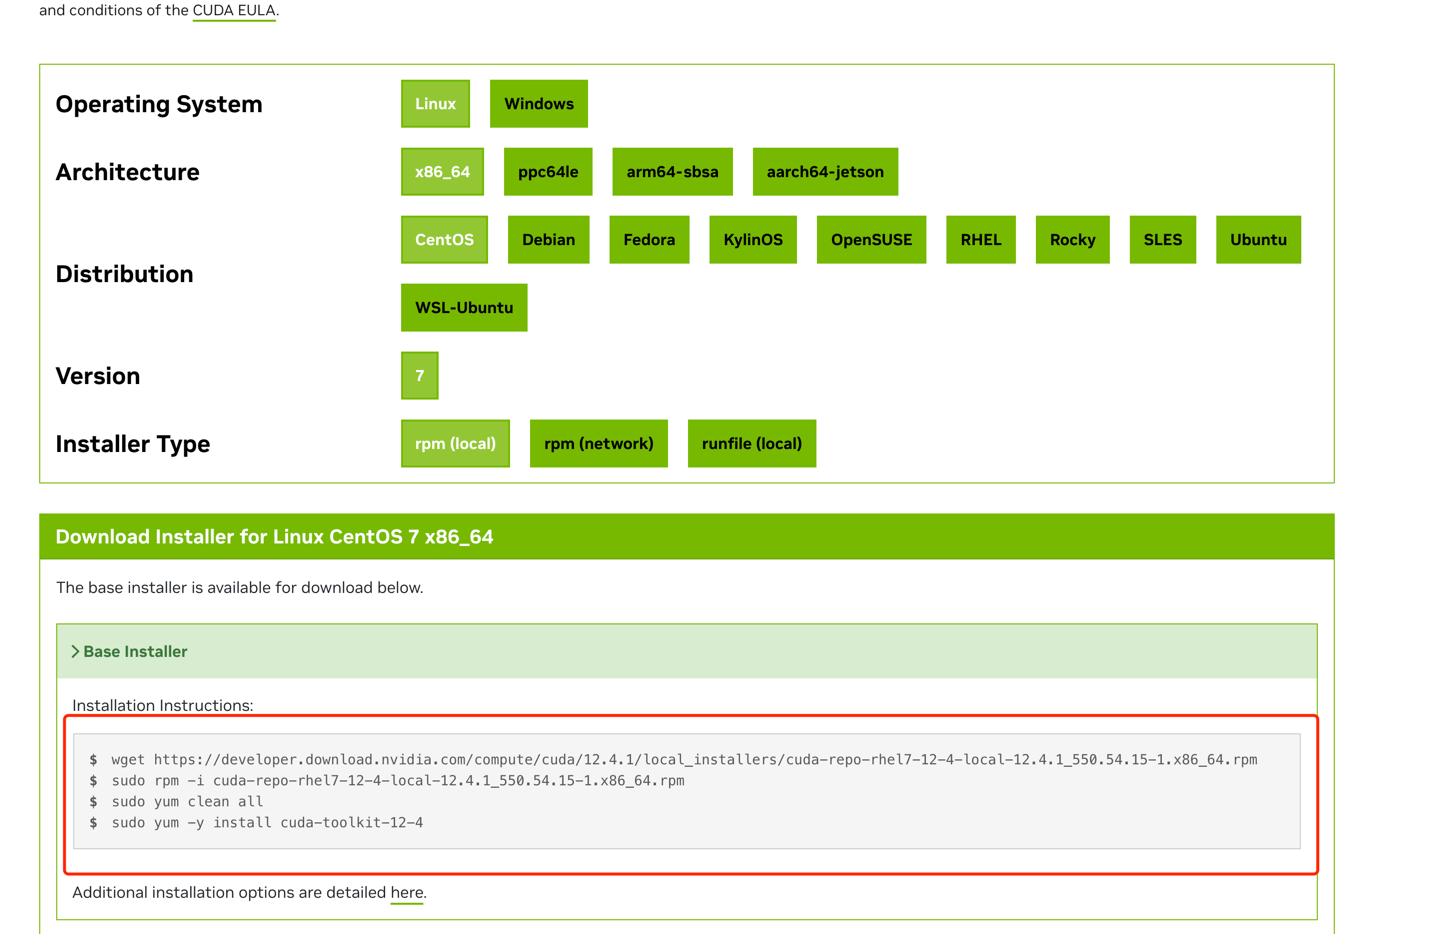 and conditions of the CUDA EULA.
Operating System
Linux
Windows
Architecture
x86_64
ppc64le
arm64-sbsa
aarch64-jetson
Distribution
CentOS
Debian
Fedora
KylinOS
OpenSUSE
RHEL
Rocky
SLES
Ubuntu
WSL-Ubuntu
Version
7
Installer Type
rpm (local)
rpm (network)
runfile (local)
Download Installer for Linux CentOS 7 x86_64
The base installer is available for download below.
Base Installer
Installation Instructions:
$ wget https://developer.download.nvidia.com/compute/cuda/12.4.1/local_installers/cuda-repo-rhel7-12-4-local-12.4.1_550.54.15-1.x86_64.rpm
$ sudo rpm -i cuda-repo-rhel7-12-4-local-12.4.1_550.54.15-1.x86_64.rpm
$ sudo yum clean all
$ sudo yum -y install cuda-toolkit-12-4
Additional installation options are detailed here.